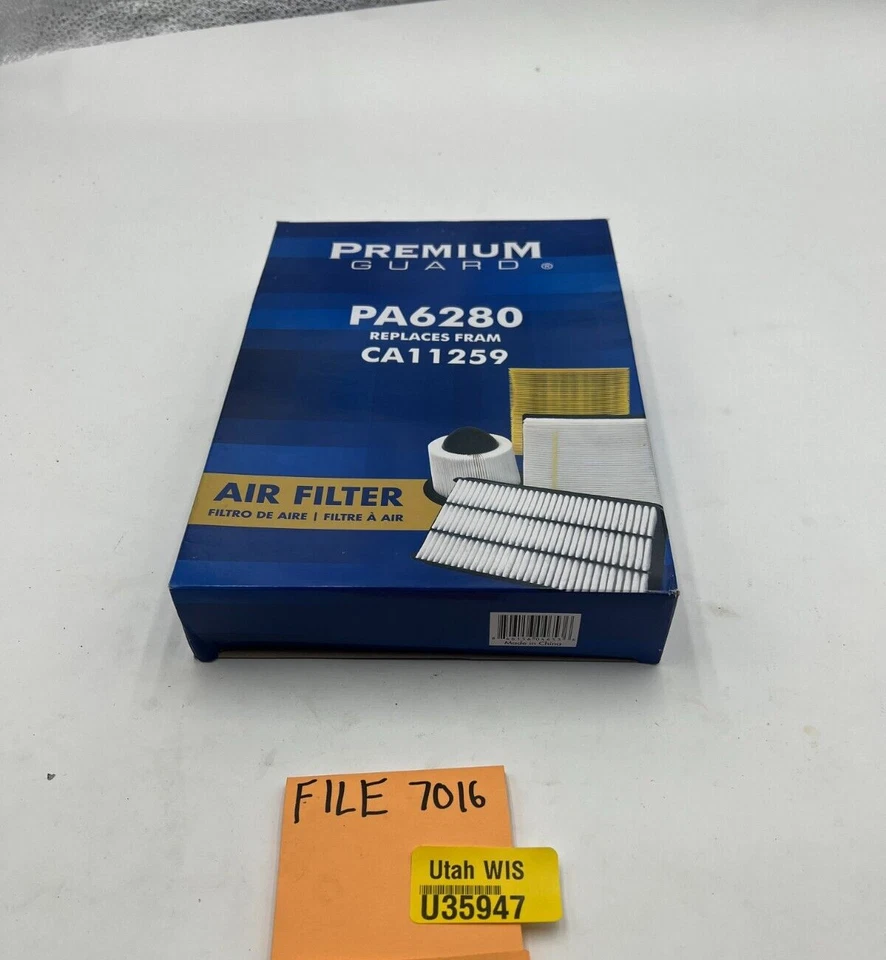 PREMIUM
GUARD ®
PA6280
REPLACES FRAM
CA11259
AIR FILTER
FILTRO DE AIRE | FILTRE À AIR
Made in China
FILE 7016
Utah WIS
U35947